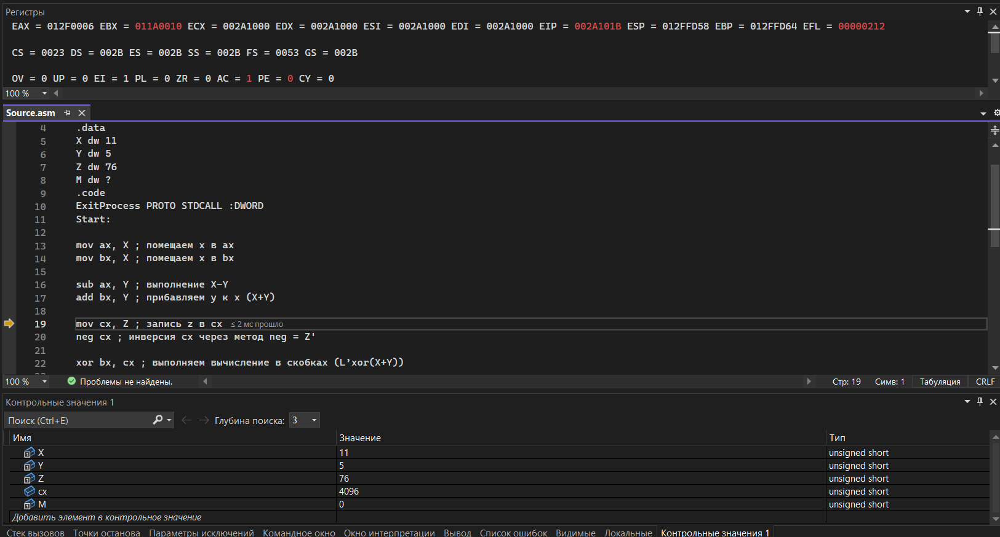 Регистры
EAX = 012F0006 EBX = 011A0010 ECX = 002A1000 EDX = 002A1000 ESI = 002A1000 EDI = 002A1000 EIP = 002A101B ESP = 012FFD58 EBP = 012FFD64 EFL = 00000212
CS = 0023 DS = 002B ES = 002B SS = 002B FS = 0053 GS = 002B
OV = 0 UP = 0 EI = 1 PL = 0 ZR = 0 AC = 1 PE = 0 CY = 0
100 %
Source.asm
4 .data
5 X dw 11
6 Y dw 5
7 Z dw 76
8 M dw ?
9 .code
10 ExitProcess PROTO STDCALL :DWORD
11 Start:
12
13 mov ax, X ; помещаем x в ax
14 mov bx, X ; помещаем x в bx
15
16 sub ax, Y ; выполнение X-Y
17 add bx, Y ; прибавляем y к x (X+Y)
18
19 mov cx, Z ; запись z в cx ≤ 2 мс прошло
20 neg cx ; инверсия cx через метод neg = Z'
21
22 xor bx, cx ; выполняем вычисление в скобках (L’xor(X+Y))
100 % Проблемы не найдены. Стр: 19 Симв: 1 Табуляция CRLF
Контрольные значения 1
Поиск (Ctrl+E) Глубина поиска: 3
Имя Значение Тип
X 11 unsigned short
Y 5 unsigned short
Z 76 unsigned short
cx 4096 unsigned short
M 0 unsigned short
Добавить элемент в контрольное значение
Стек вызовов Точки останова Параметры исключений Командное окно Окно интерпретации Вывод Список ошибок Видимые Локальные Контрольные значения 1